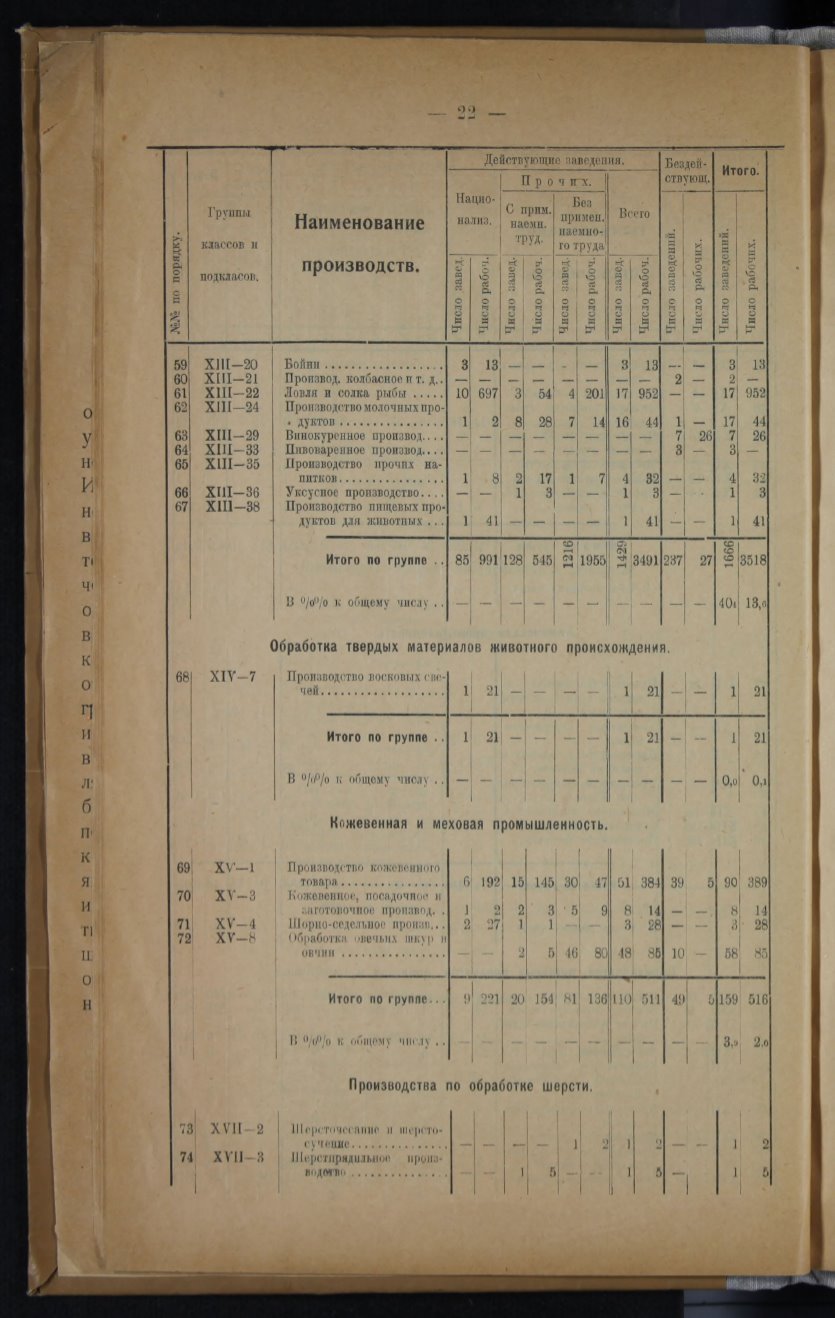 — 22 —
Действующие заведения.
Бездействующ.
Итого.
Прочих.
№№ по порядку.
Группы классов и подкласов.
Наименование производств.
Национализ.
С прим. наемн. труд.
Без примен. наемного труда
Всего
Число завед. Число рабоч. Число завед. Число рабоч. Число завед. Число рабоч. Число завед. Число рабоч. Число заведений. Число рабочих. Число заведений. Число рабочих.
59 XIII—20 Бойни . . . 3 13 — — - — 3 13 — — 3 13
60 XIII—21 Производ. колбасное и т. д. . — — — — — — — — 2 — 2 —
61 XIII—22 Ловля и солка рыбы . . . . . 10 697 3 54 4 201 17 952 — — 17 952
62 XIII—24 Производство молочных про-
дуктов . . . 1 2 8 28 7 14 16 44 1 — 17 44
63 XIII—29 Винокуренное производ. . . . — — — — — — — — 7 26 7 26
64 XIII—33 Пивоваренное производ. . . . — — — — — — — — 3 — 3 —
65 XIII—35 Производство прочих на-
питков . . . 1 8 2 17 1 7 4 32 — — 4 32
66 XIII—36 Уксусное производство . . . . — — 1 3 — — 1 3 — · 1 3
67 XIII—38 Производство пищевых про-
дуктов для животных . . . 1 41 — — — — 1 41 — — 1 41
Итого по группе . . 85 991 128 545 1216 1955 1429 3491 237 27 1666 3518
В %% к общему числу . . — — — — — — — — — — 40, 13,
Обработка твердых материалов животного происхождения.
68 XIV—7 Производство восковых све-
чей . . . 1 21 — — — — 1 21 — — 1 21
Итого по группе . . 1 21 — — — — 1 21 — — 1 21
В %% к общему числу . . — — — — — — — — — — 0,0 0,1
Кожевенная и меховая промышленность.
69 XV—1 Производство кожевенного
товара . . . 6 192 15 145 30 47 51 384 39 5 90 389
70 XV—3 Кожевенное, посадочное и
заготовочное производ. . 1 2 2 3 5 9 8 14 — — 8 14
71 XV—4 Шорно-седельное произв. . . 2 27 1 1 — — 3 28 — — 3 28
72 XV—8 Обработка овечьих шкур и
овчин . . . — — 2 5 46 80 48 85 10 — 58 85
Итого по группе. . . 9 221 20 154 81 136 110 511 49 5 159 516
В %% к общему числу . . — — — — — — — — — — 3, 2,
Производства по обработке шерсти.
73 XVII—2 Шерсточесание и шерсто-
сучение . . . — — — — 1 2 1 2 — — 1 2
74 XVII—3 Шерстпрядильное произ-
водство . . . — — 1 5 — — 1 5 — 1 5
О
у
н
И
н
в
т
ч
о
в
к
о
п
и
в
л
б
п
к
я
и
п
ц
о
н